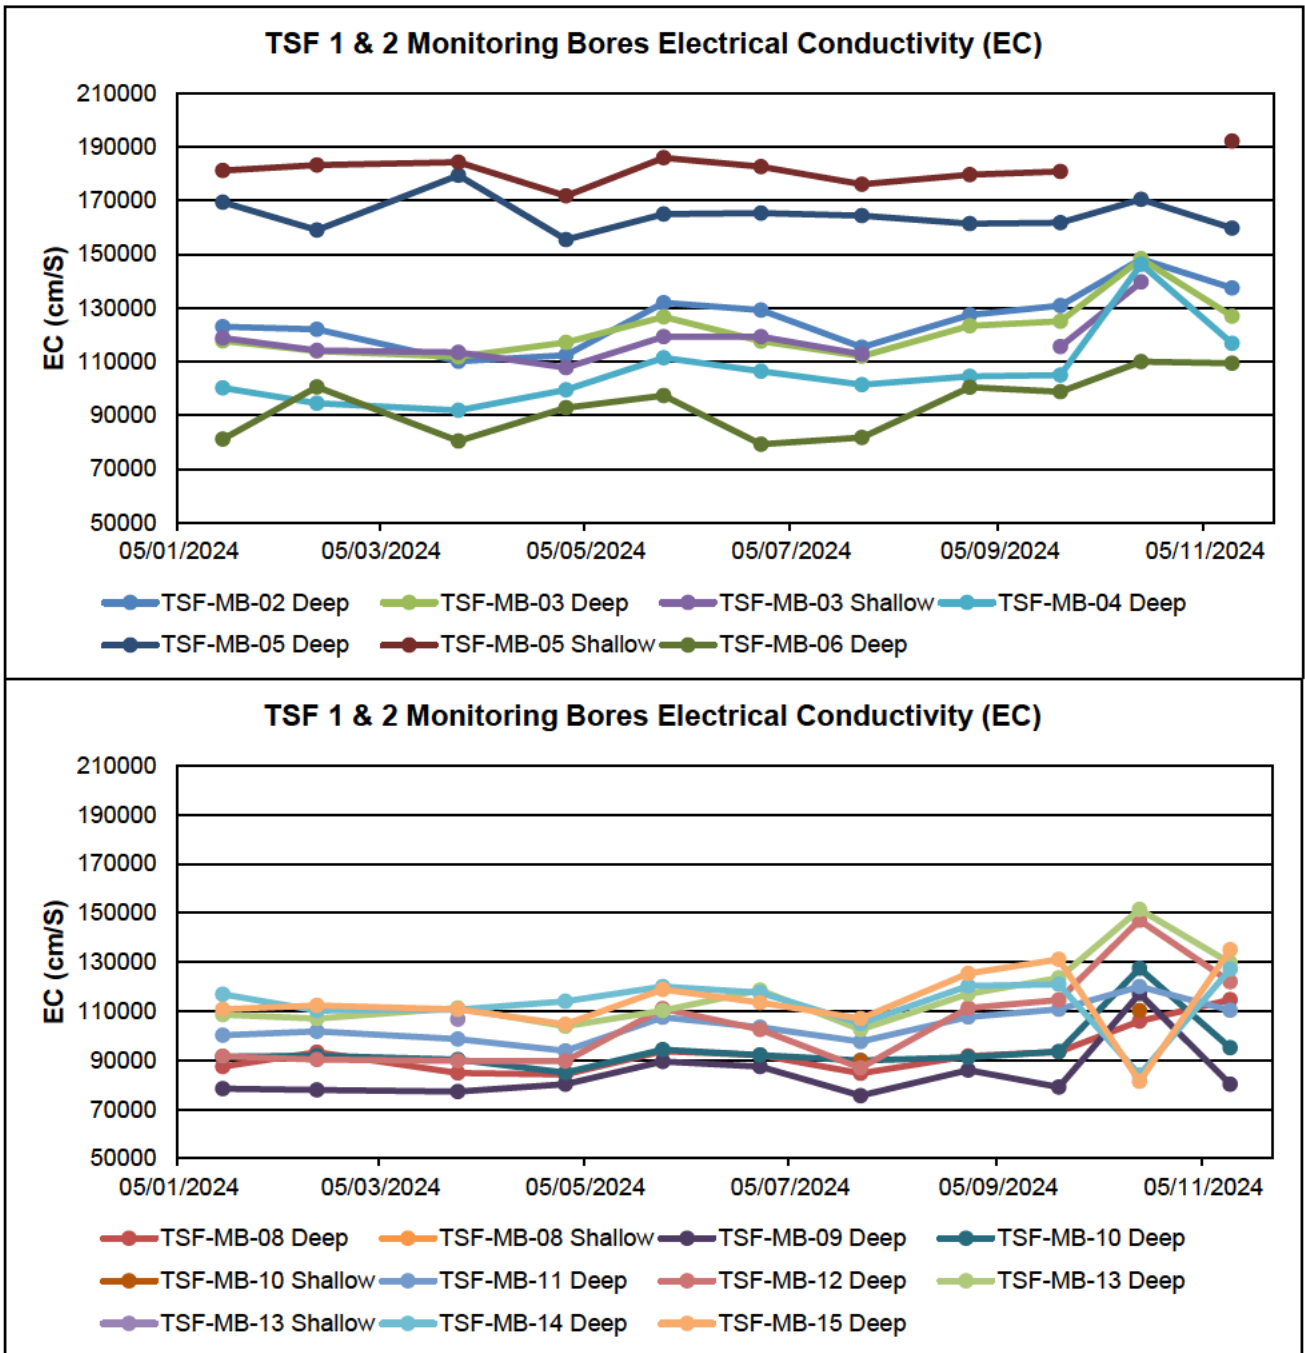 TSF 1 & 2 Monitoring Bores Electrical Conductivity (EC)
210000
190000
170000
150000
130000
110000
90000
70000
50000
EC (cm/S)
05/01/2024 05/03/2024 05/05/2024 05/07/2024 05/09/2024 05/11/2024
TSF-MB-02 Deep TSF-MB-03 Deep TSF-MB-03 Shallow TSF-MB-04 Deep
TSF-MB-05 Deep TSF-MB-05 Shallow TSF-MB-06 Deep
TSF 1 & 2 Monitoring Bores Electrical Conductivity (EC)
210000
190000
170000
150000
130000
110000
90000
70000
50000
EC (cm/S)
05/01/2024 05/03/2024 05/05/2024 05/07/2024 05/09/2024 05/11/2024
TSF-MB-08 Deep TSF-MB-08 Shallow TSF-MB-09 Deep TSF-MB-10 Deep
TSF-MB-10 Shallow TSF-MB-11 Deep TSF-MB-12 Deep TSF-MB-13 Deep
TSF-MB-13 Shallow TSF-MB-14 Deep TSF-MB-15 Deep